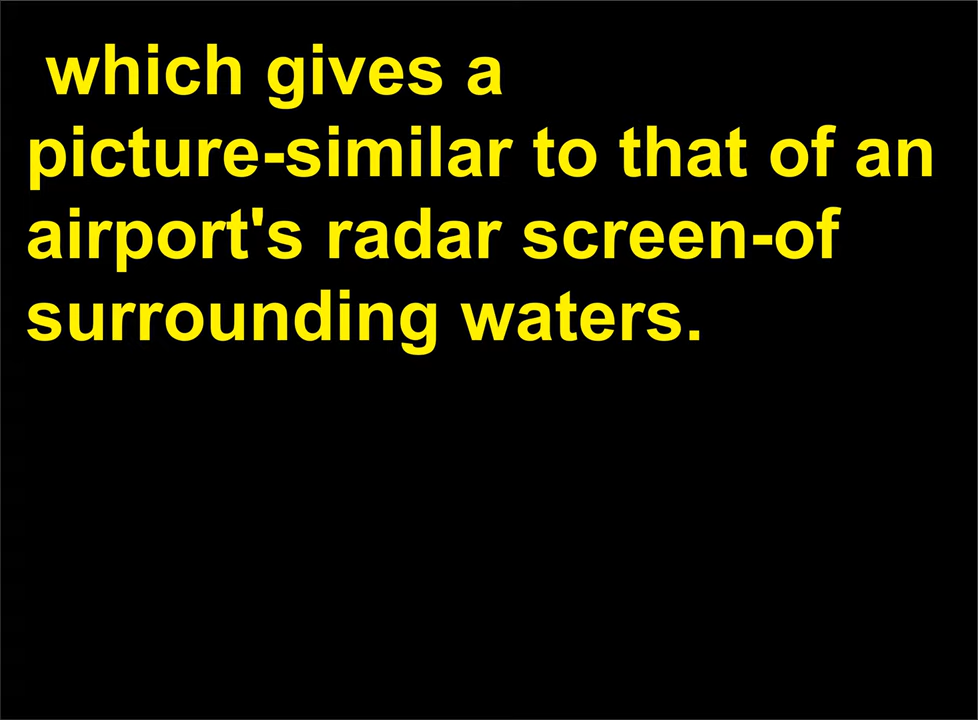 which gives a
picture-similar to that of an
airport's radar screen-of
surrounding waters.